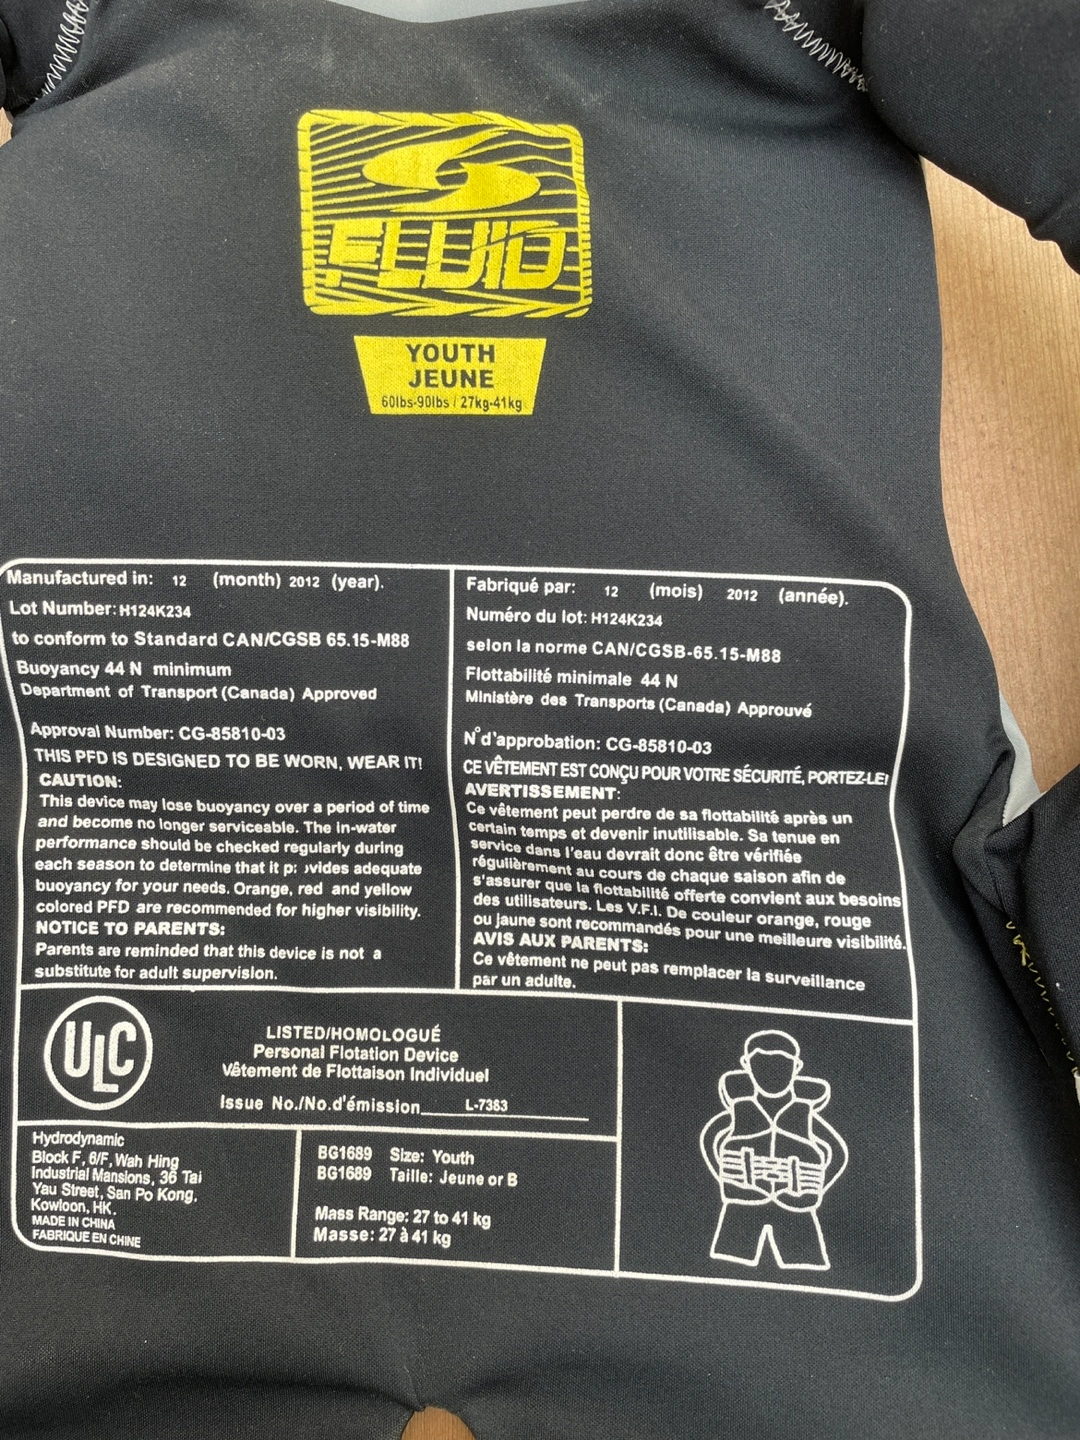 FLUID
YOUTH
JEUNE
60lbs-90lbs / 27kg-41kg
Manufactured in: 12 (month) 2012 (year).
Lot Number: H124K234
to conform to Standard CAN/CGSB 65.15-M88
Buoyancy 44 N minimum
Department of Transport (Canada) Approved
Approval Number: CG-85810-03
THIS PFD IS DESIGNED TO BE WORN, WEAR IT!
CAUTION:
This device may lose buoyancy over a period of time
and become no longer serviceable. The in-water
performance should be checked regularly during
each season to determine that it p: ovides adequate
buoyancy for your needs. Orange, red and yellow
colored PFD are recommended for higher visibility.
NOTICE TO PARENTS:
Parents are reminded that this device is not a
substitute for adult supervision.
Fabriqué par: 12 (mois) 2012 (année).
Numéro du lot: H124K234
selon la norme CAN/CGSB-65.15-M88
Flottabilité minimale 44 N
Ministère des Transports (Canada) Approuvé
N°d'approbation: CG-85810-03
CE VÊTEMENT EST CONÇU POUR VOTRE SÉCURITÉ, PORTEZ-LE!
AVERTISSEMENT:
Ce vêtement peut perdre de sa flottabilité après un
certain temps et devenir inutilisable. Sa tenue en
service dans l'eau devrait donc être vérifiée
régulièrement au cours de chaque saison afin de
s'assurer que la flottabilité offerte convient aux besoins
des utilisateurs. Les V.F.I. De couleur orange, rouge
ou jaune sont recommandés pour une meilleure visibilité.
AVIS AUX PARENTS:
Ce vêtement ne peut pas remplacer la surveillance
par un adulte.
ULC
LISTED/HOMOLOGUÉ
Personal Flotation Device
Vêtement de Flottaison Individuel
Issue No./No.d'émission L-7383
Hydrodynamic
Block F, 6/F, Wah Hing
Industrial Mansions, 36 Tai
Yau Street, San Po Kong,
Kowloon, HK.
MADE IN CHINA
FABRIQUE EN CHINE
BG1689 Size: Youth
BG1689 Taille: Jeune or B
Mass Range: 27 to 41 kg
Masse: 27 à 41 kg